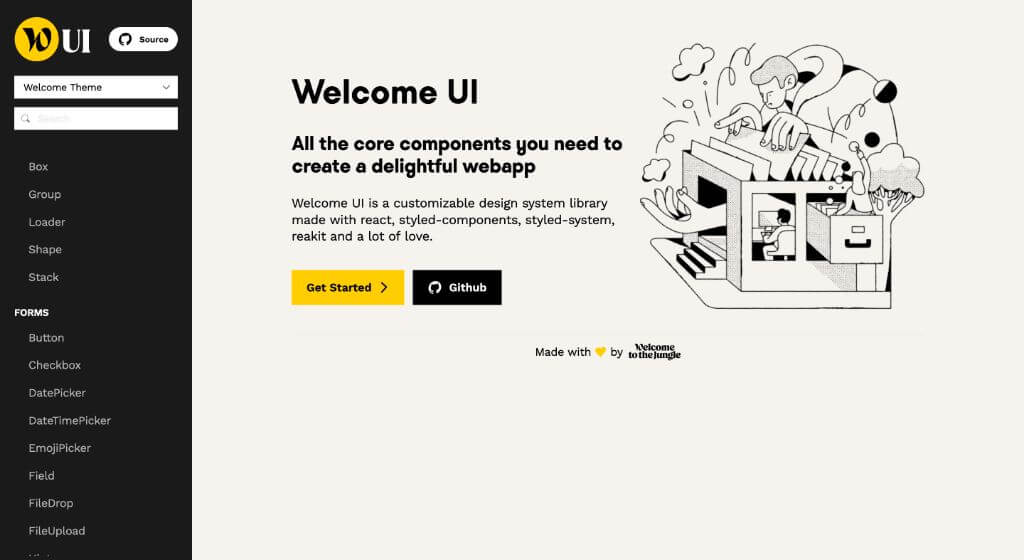 W UI
Source
Welcome Theme
Search
Box
Group
Loader
Shape
Stack
FORMS
Button
Checkbox
DatePicker
DateTimePicker
EmojiPicker
Field
FileDrop
FileUpload
Welcome UI
All the core components you need to
create a delightful webapp
Welcome UI is a customizable design system library
made with react, styled-components, styled-system,
reakit and a lot of love.
Get Started
Github
Made with by Welcome
to the Jungle